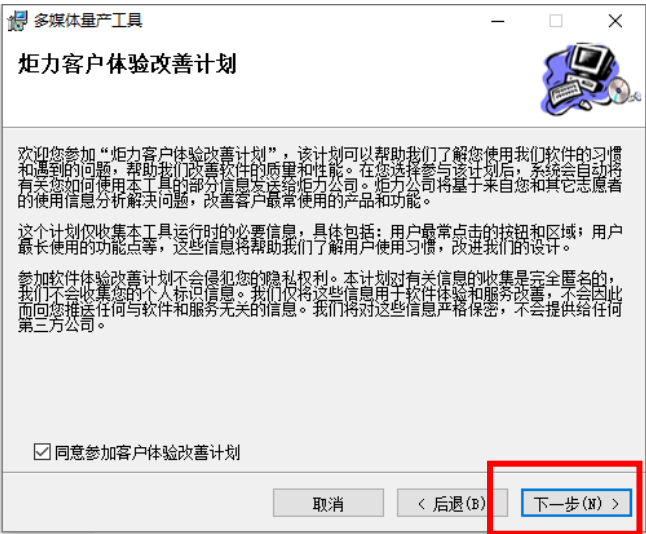 多媒体量产工具
炬力客户体验改善计划
欢迎您参加“炬力客户体验改善计划”，该计划可以帮助我们了解您使用我们软件的习惯
和遇到的问题，帮助我们改善软件的质量和性能。在您选择参与该计划后，系统会自动将
有关您如何使用本工具的部分信息发送给炬力公司。炬力公司将基于来自您和其它志愿者
的使用信息分析解决问题，改善客户最常使用的产品和功能。
这个计划仅收集本工具运行时的必要信息，具体包括：用户最常点击的按钮和区域；用户
最长使用的功能点等，这些信息将帮助我们了解用户使用习惯，改进我们的设计。
参加软件体验改善计划不会侵犯您的隐私权利。本计划对有关信息的收集是完全匿名的，
我们不会收集您的个人标识信息。我们仅将这些信息用于软件体验和服务改善，不会因此
而向您推送任何与软件和服务无关的信息。我们将对这些信息严格保密，不会提供给任何
第三方公司。
同意参加客户体验改善计划
取消
< 后退(B)
下一步(N) >